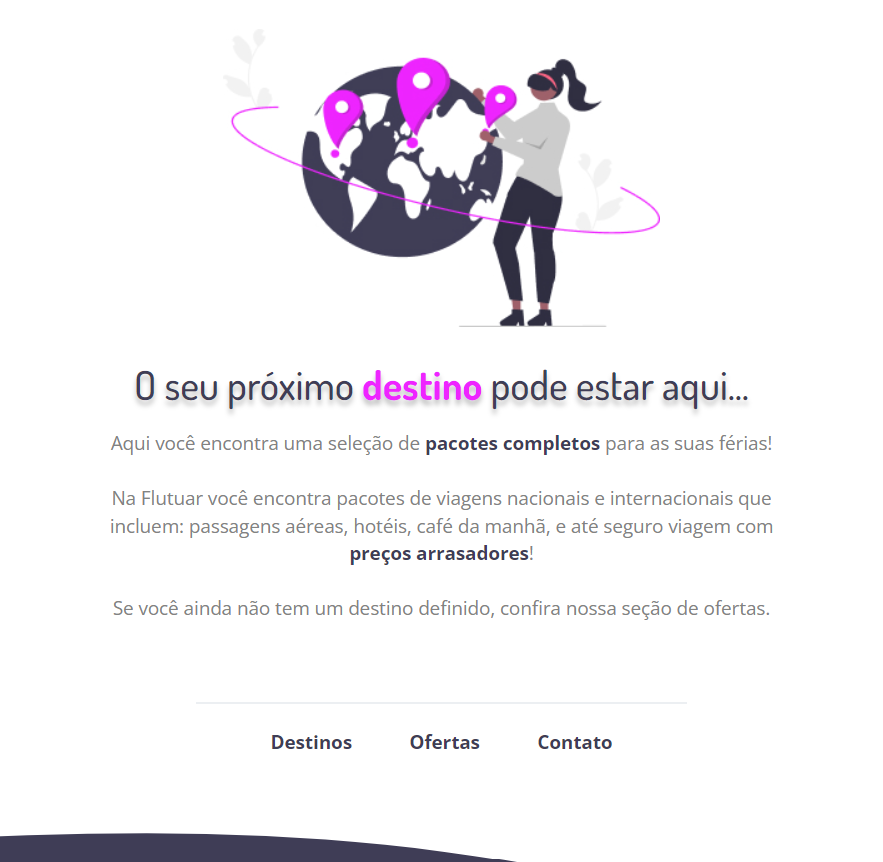 O seu próximo destino pode estar aqui...
Aqui você encontra uma seleção de pacotes completos para as suas férias!
Na Flutuar você encontra pacotes de viagens nacionais e internacionais que
incluem: passagens aéreas, hotéis, café da manhã, e até seguro viagem com
preços arrasadores!
Se você ainda não tem um destino definido, confira nossa seção de ofertas.
Destinos Ofertas Contato